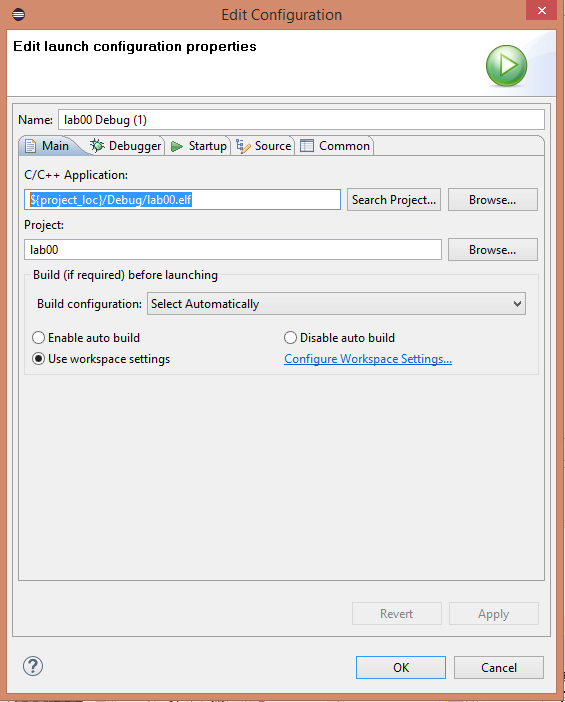 Edit Configuration
Edit launch configuration properties
Name: lab00 Debug (1)
Main Debugger Startup Source Common
C/C++ Application:
${project_loc}/Debug/lab00.elf Search Project... Browse...
Project:
lab00 Browse...
Build (if required) before launching
Build configuration: Select Automatically
Enable auto build Disable auto build
Use workspace settings Configure Workspace Settings...
Revert Apply
OK Cancel